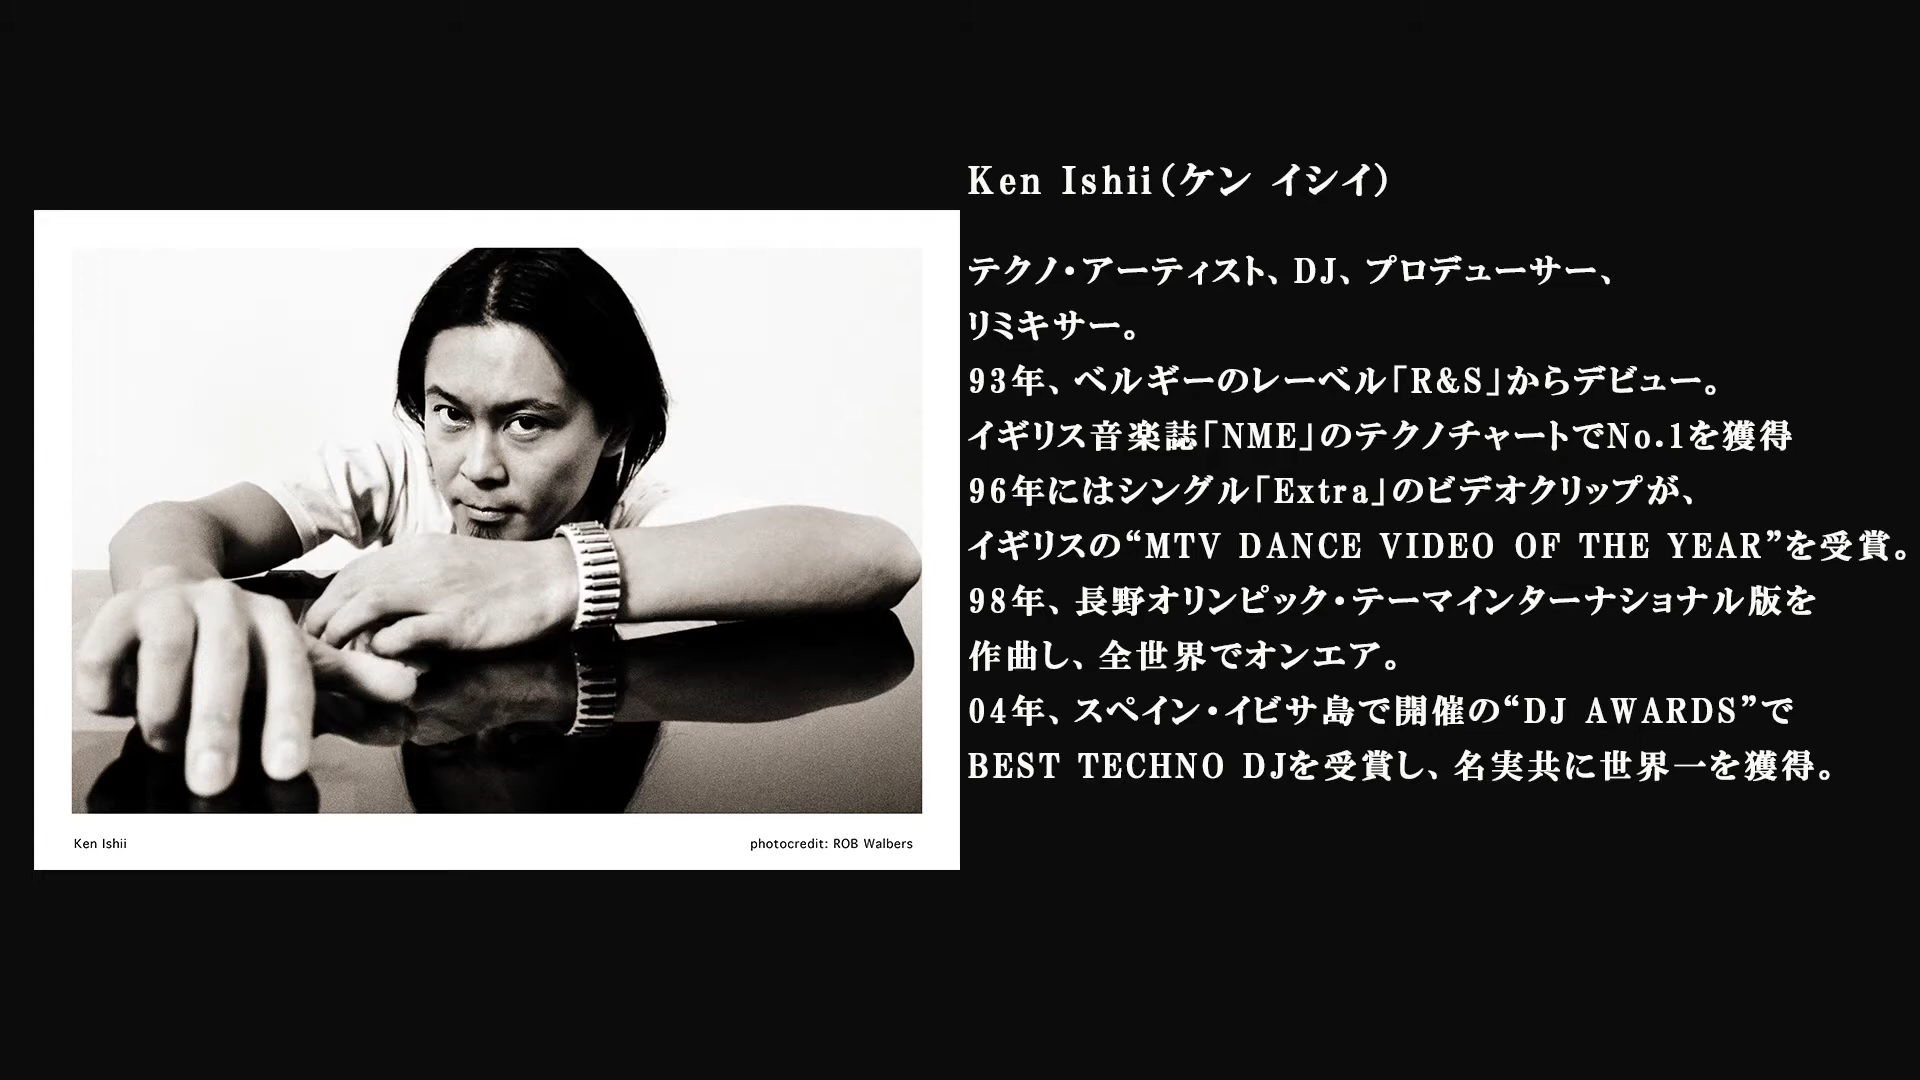 Ken Ishii（ケン イシイ）
テクノ・アーティスト、DJ、プロデューサー、
リミキサー。
93年、ベルギーのレーベル「R&S」からデビュー。
イギリス音楽誌「NME」のテクノチャートでNo.1を獲得
96年にはシングル「Extra」のビデオクリップが、
イギリスの“MTV DANCE VIDEO OF THE YEAR”を受賞。
98年、長野オリンピック・テーマインターナショナル版を
作曲し、全世界でオンエア。
04年、スペイン・イビサ島で開催の“DJ AWARDS”で
BEST TECHNO DJを受賞し、名実共に世界一を獲得。
Ken Ishii
photocredit: ROB Walbers